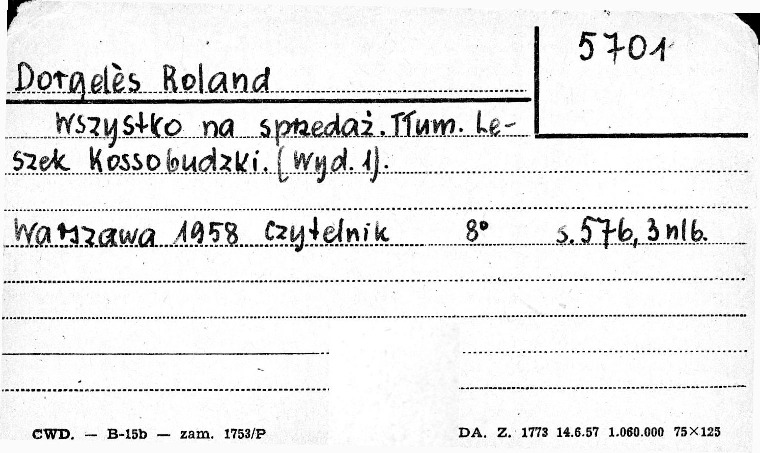 5701
Dorgelès Roland
Wszystko na sprzedaż. Tłum. Le-
szek Kossobudzki. (Wyd. 1).
Warszawa 1958 Czytelnik 8° s. 576, 3 nlb.
CWD. — B-15b — zam. 1753/P DA. Z. 1773 14.6.57 1.060.000 75×125